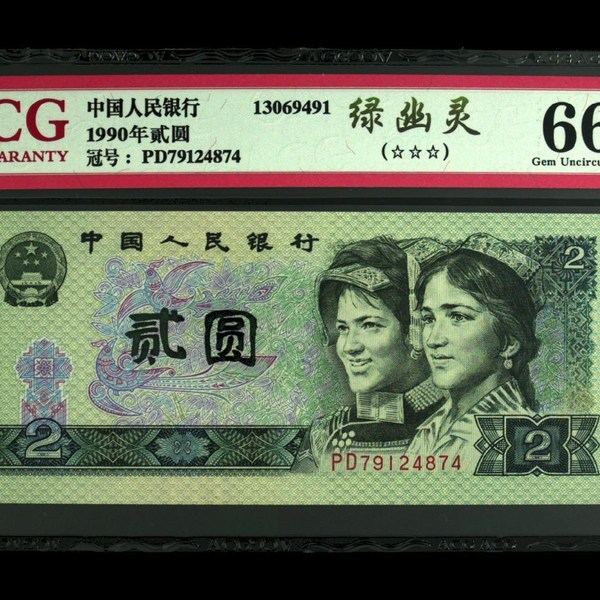 CG
ARANTY
中国人民银行
1990年贰圆
冠号： PD79124874
13069491
绿幽灵
(☆☆☆)
66
Gem Uncircu
中国人民银行
贰圆
2
2
2
PD79124874